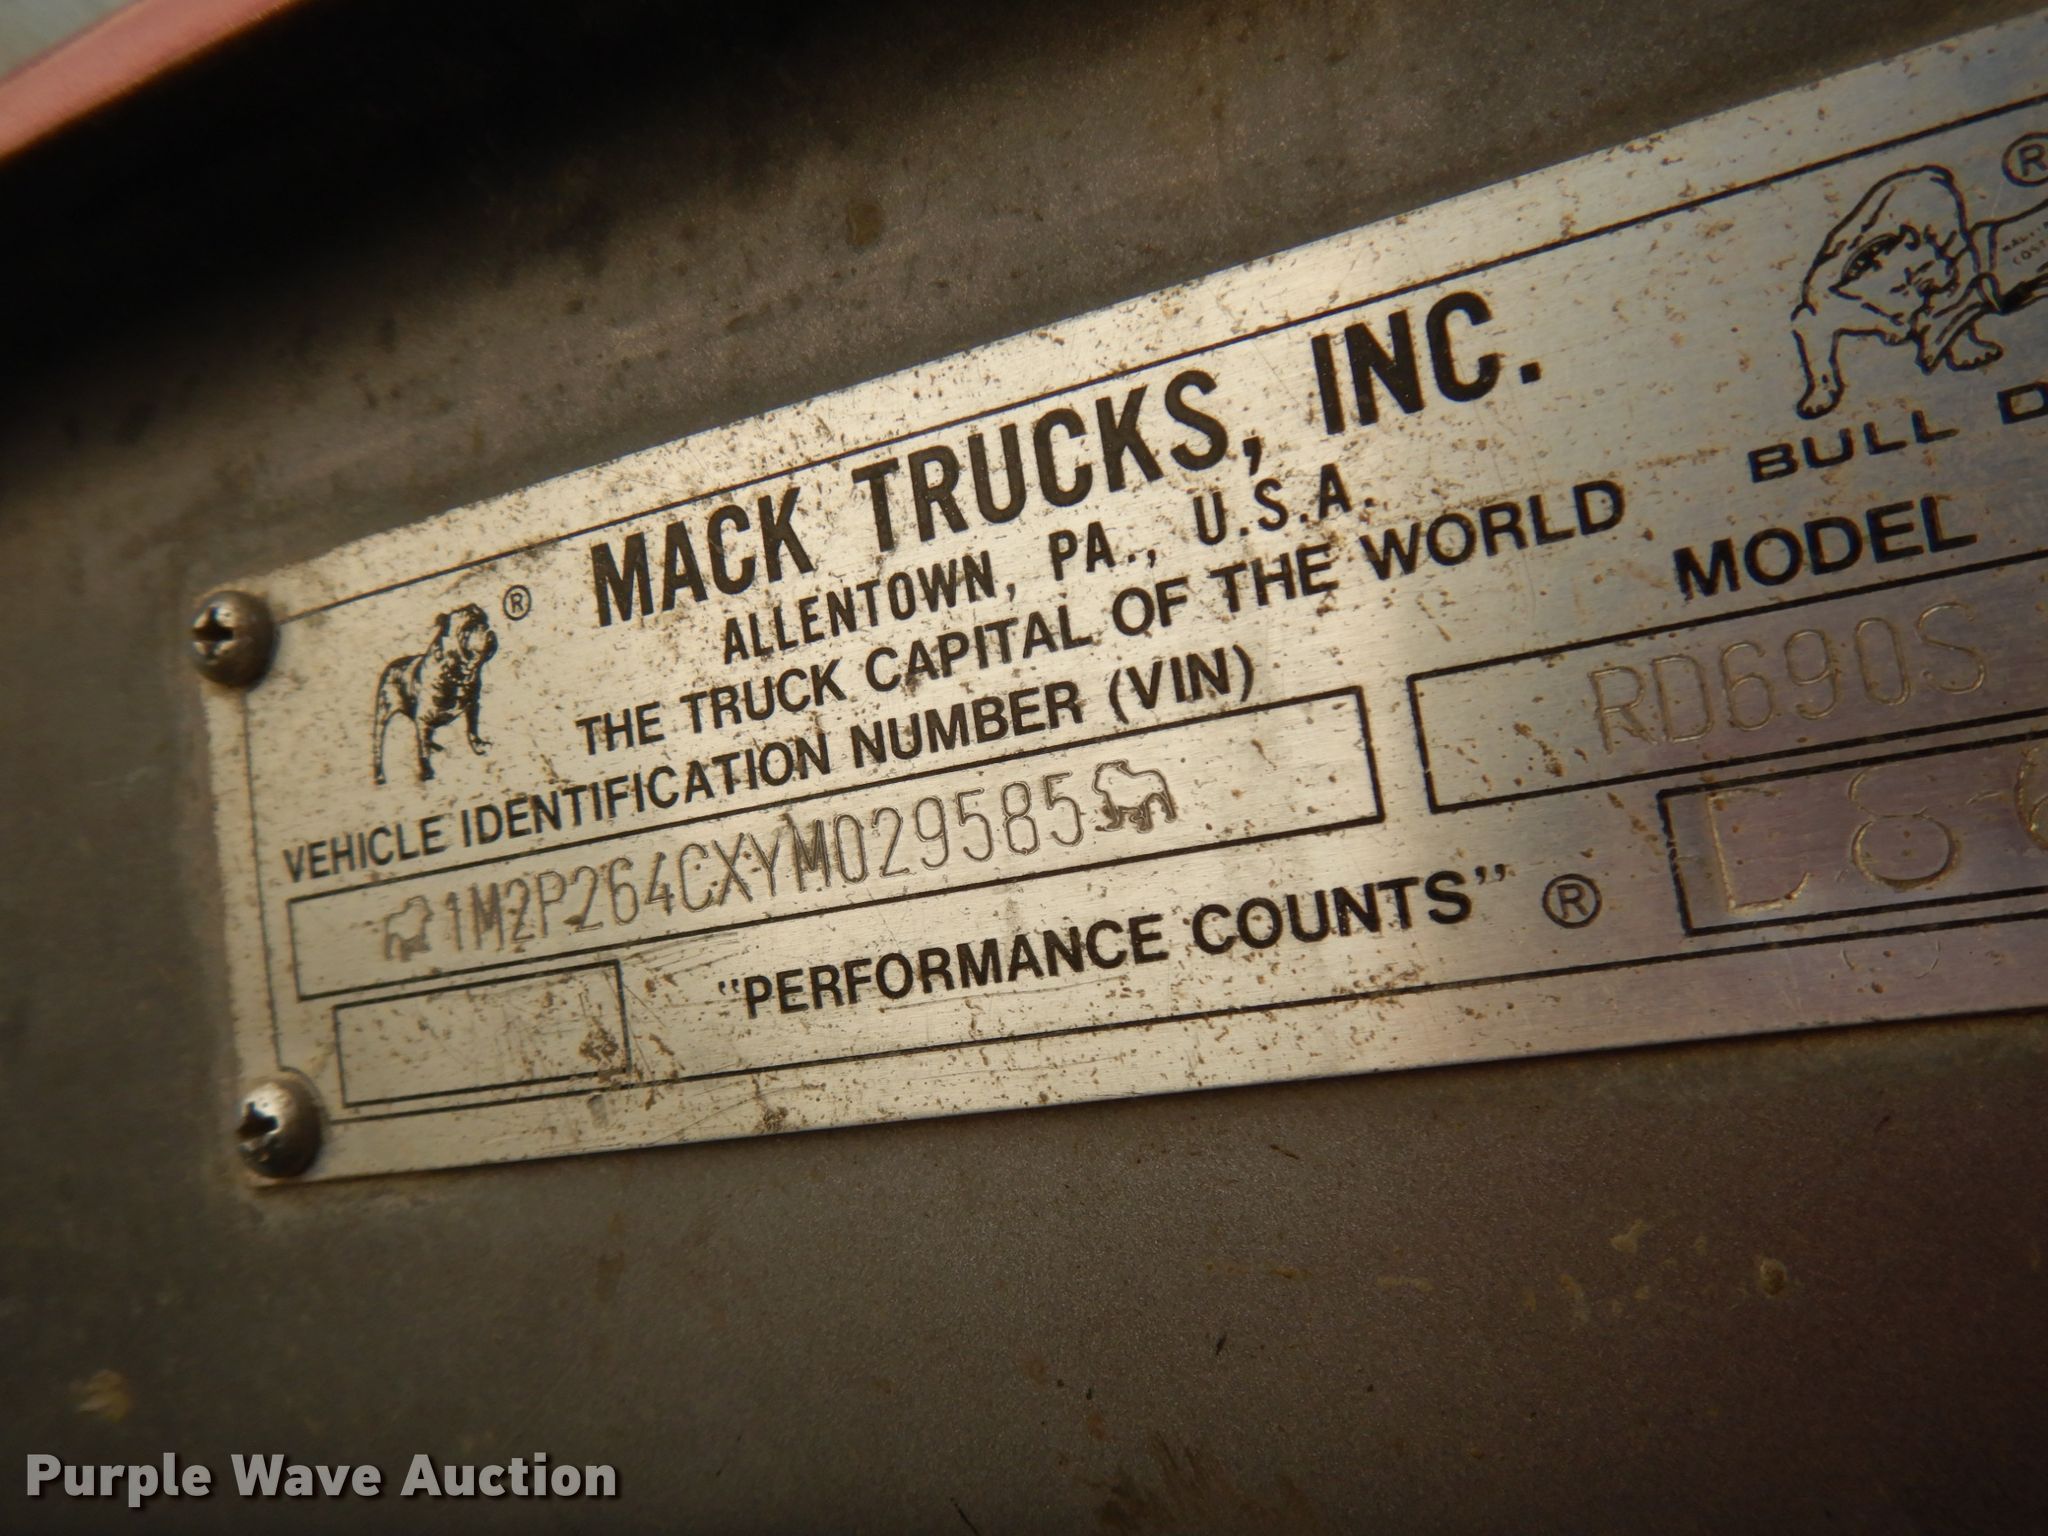 ® MACK TRUCKS, INC.
ALLENTOWN, PA., U.S.A.
THE TRUCK CAPITAL OF THE WORLD
VEHICLE IDENTIFICATION NUMBER (VIN)
1M2P264CXYM029585
"PERFORMANCE COUNTS" ®
®
BULL D
MODEL
RD690S
L86
Purple Wave Auction